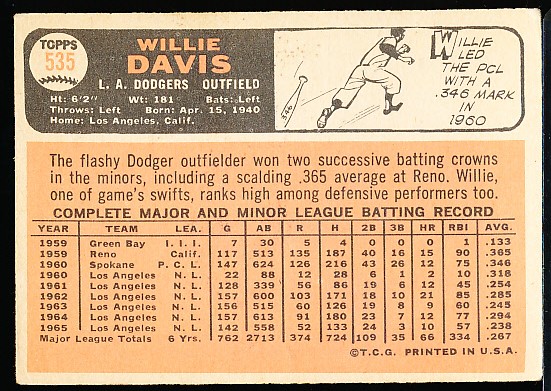 TOPPS
535
WILLIE
DAVIS
L. A. DODGERS OUTFIELD
Ht: 6'2" Wt: 181 Bats: Left
Throws: Left Born: Apr. 15, 1940
Home: Los Angeles, Calif.
.346
WILLIE
LED
THE PCL
WITH A
.346 MARK
IN
1960
The flashy Dodger outfielder won two successive batting crowns
in the minors, including a scalding .365 average at Reno. Willie,
one of game's swifts, ranks high among defensive performers too.
COMPLETE MAJOR AND MINOR LEAGUE BATTING RECORD
YEAR TEAM LEA. G AB R H 2B 3B HR RBI AVG.
1959 Green Bay I. I. I. 7 30 5 4 0 0 0 1 .133
1959 Reno Calif. 117 513 135 187 40 16 15 90 .365
1960 Spokane P. C. L. 147 624 126 216 43 26 12 75 .346
1960 Los Angeles N. L. 22 88 12 28 6 1 2 10 .318
1961 Los Angeles N. L. 128 339 56 86 19 6 12 45 .254
1962 Los Angeles N. L. 157 600 103 171 18 10 21 85 .285
1963 Los Angeles N. L. 156 515 60 126 19 8 9 60 .245
1964 Los Angeles N. L. 157 613 91 180 23 7 12 77 .294
1965 Los Angeles N. L. 142 558 52 133 24 3 10 57 .238
Major League Totals 6 Yrs. 762 2713 374 724 109 35 66 334 .267
©T.C.G. PRINTED IN U.S.A.